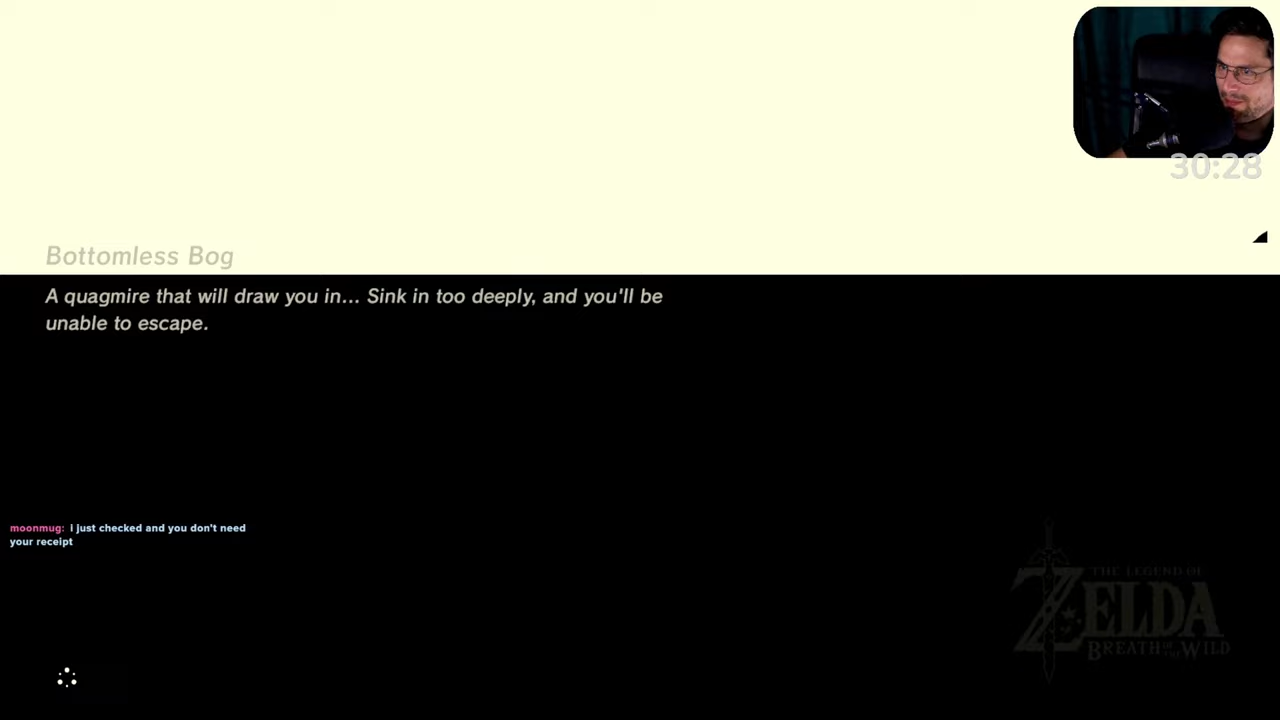 30:28
Bottomless Bog
A quagmire that will draw you in... Sink in too deeply, and you'll be
unable to escape.
moonmug: i just checked and you don't need
your receipt
THE LEGEND OF
ZELDA
BREATH OF THE WILD